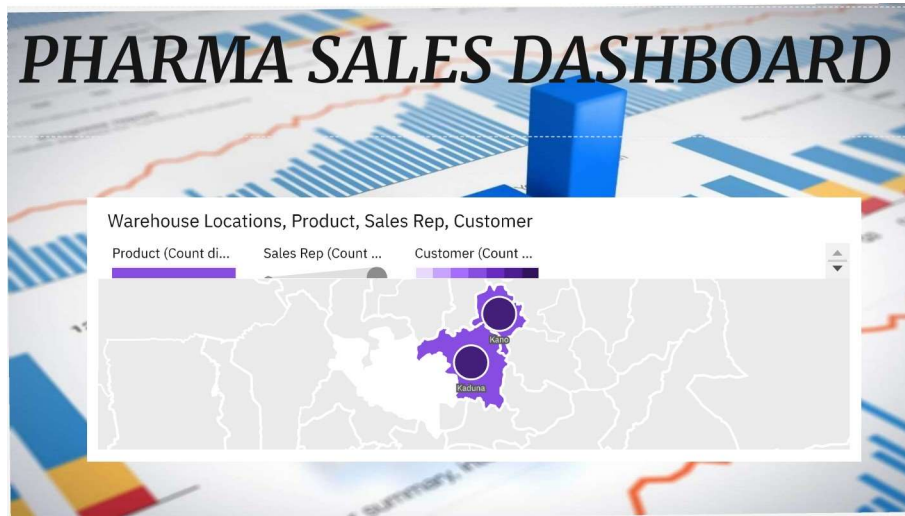 PHARMA SALES DASHBOARD
Warehouse Locations, Product, Sales Rep, Customer
Product (Count di...
Sales Rep (Count ...
Customer (Count ...
Kano
Kaduna
summary,